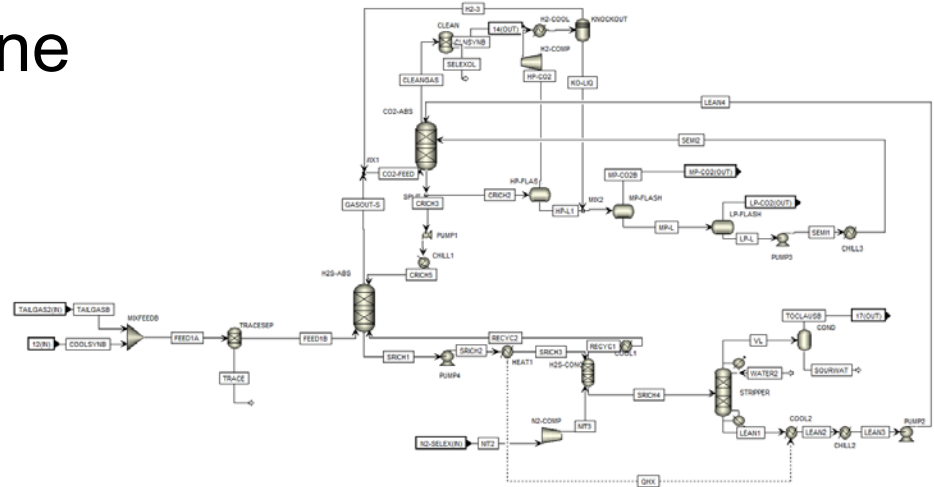 ne
H2-3
CLEAN
14(OUT)
H2-COOL
KNOCKOUT
CLNSYNB
H2-COMP
SELEXOL
CLEANGAS
HP-CO2
KO-LIQ
CO2-ABS
LEAN4
SEMI2
MIX1
CO2-FEED
HP-FLAS
MP-CO2B
MP-CO2(OUT)
CRICH2
CRICH3
GASOUT-S
HP-L1
MIX2
MP-FLASH
LP-CO2(OUT)
LP-FLASH
MP-L
LP-L
SEMI1
PUMP1
PUMP3
CHILL3
CHILL1
H2S-ABS
CRICH5
TAILGAS2(IN)
TAILGASB
MIXFEEDB
TRACESEP
TOCLAUSB
17(OUT)
12(IN)
COOLSYNB
FEED1A
FEED1B
RECYC2
RECYC1
COOL1
VL
COND
SRICH1
SRICH2
SRICH3
PUMP4
HEAT1
H2S-CONC
WATER2
SOURWAT
TRACE
SRICH4
STRIPPER
N2-COMP
NIT3
N2-SELEX(IN)
NIT2
LEAN1
COOL2
LEAN2
CHILL2
LEAN3
PUMP2
QHX